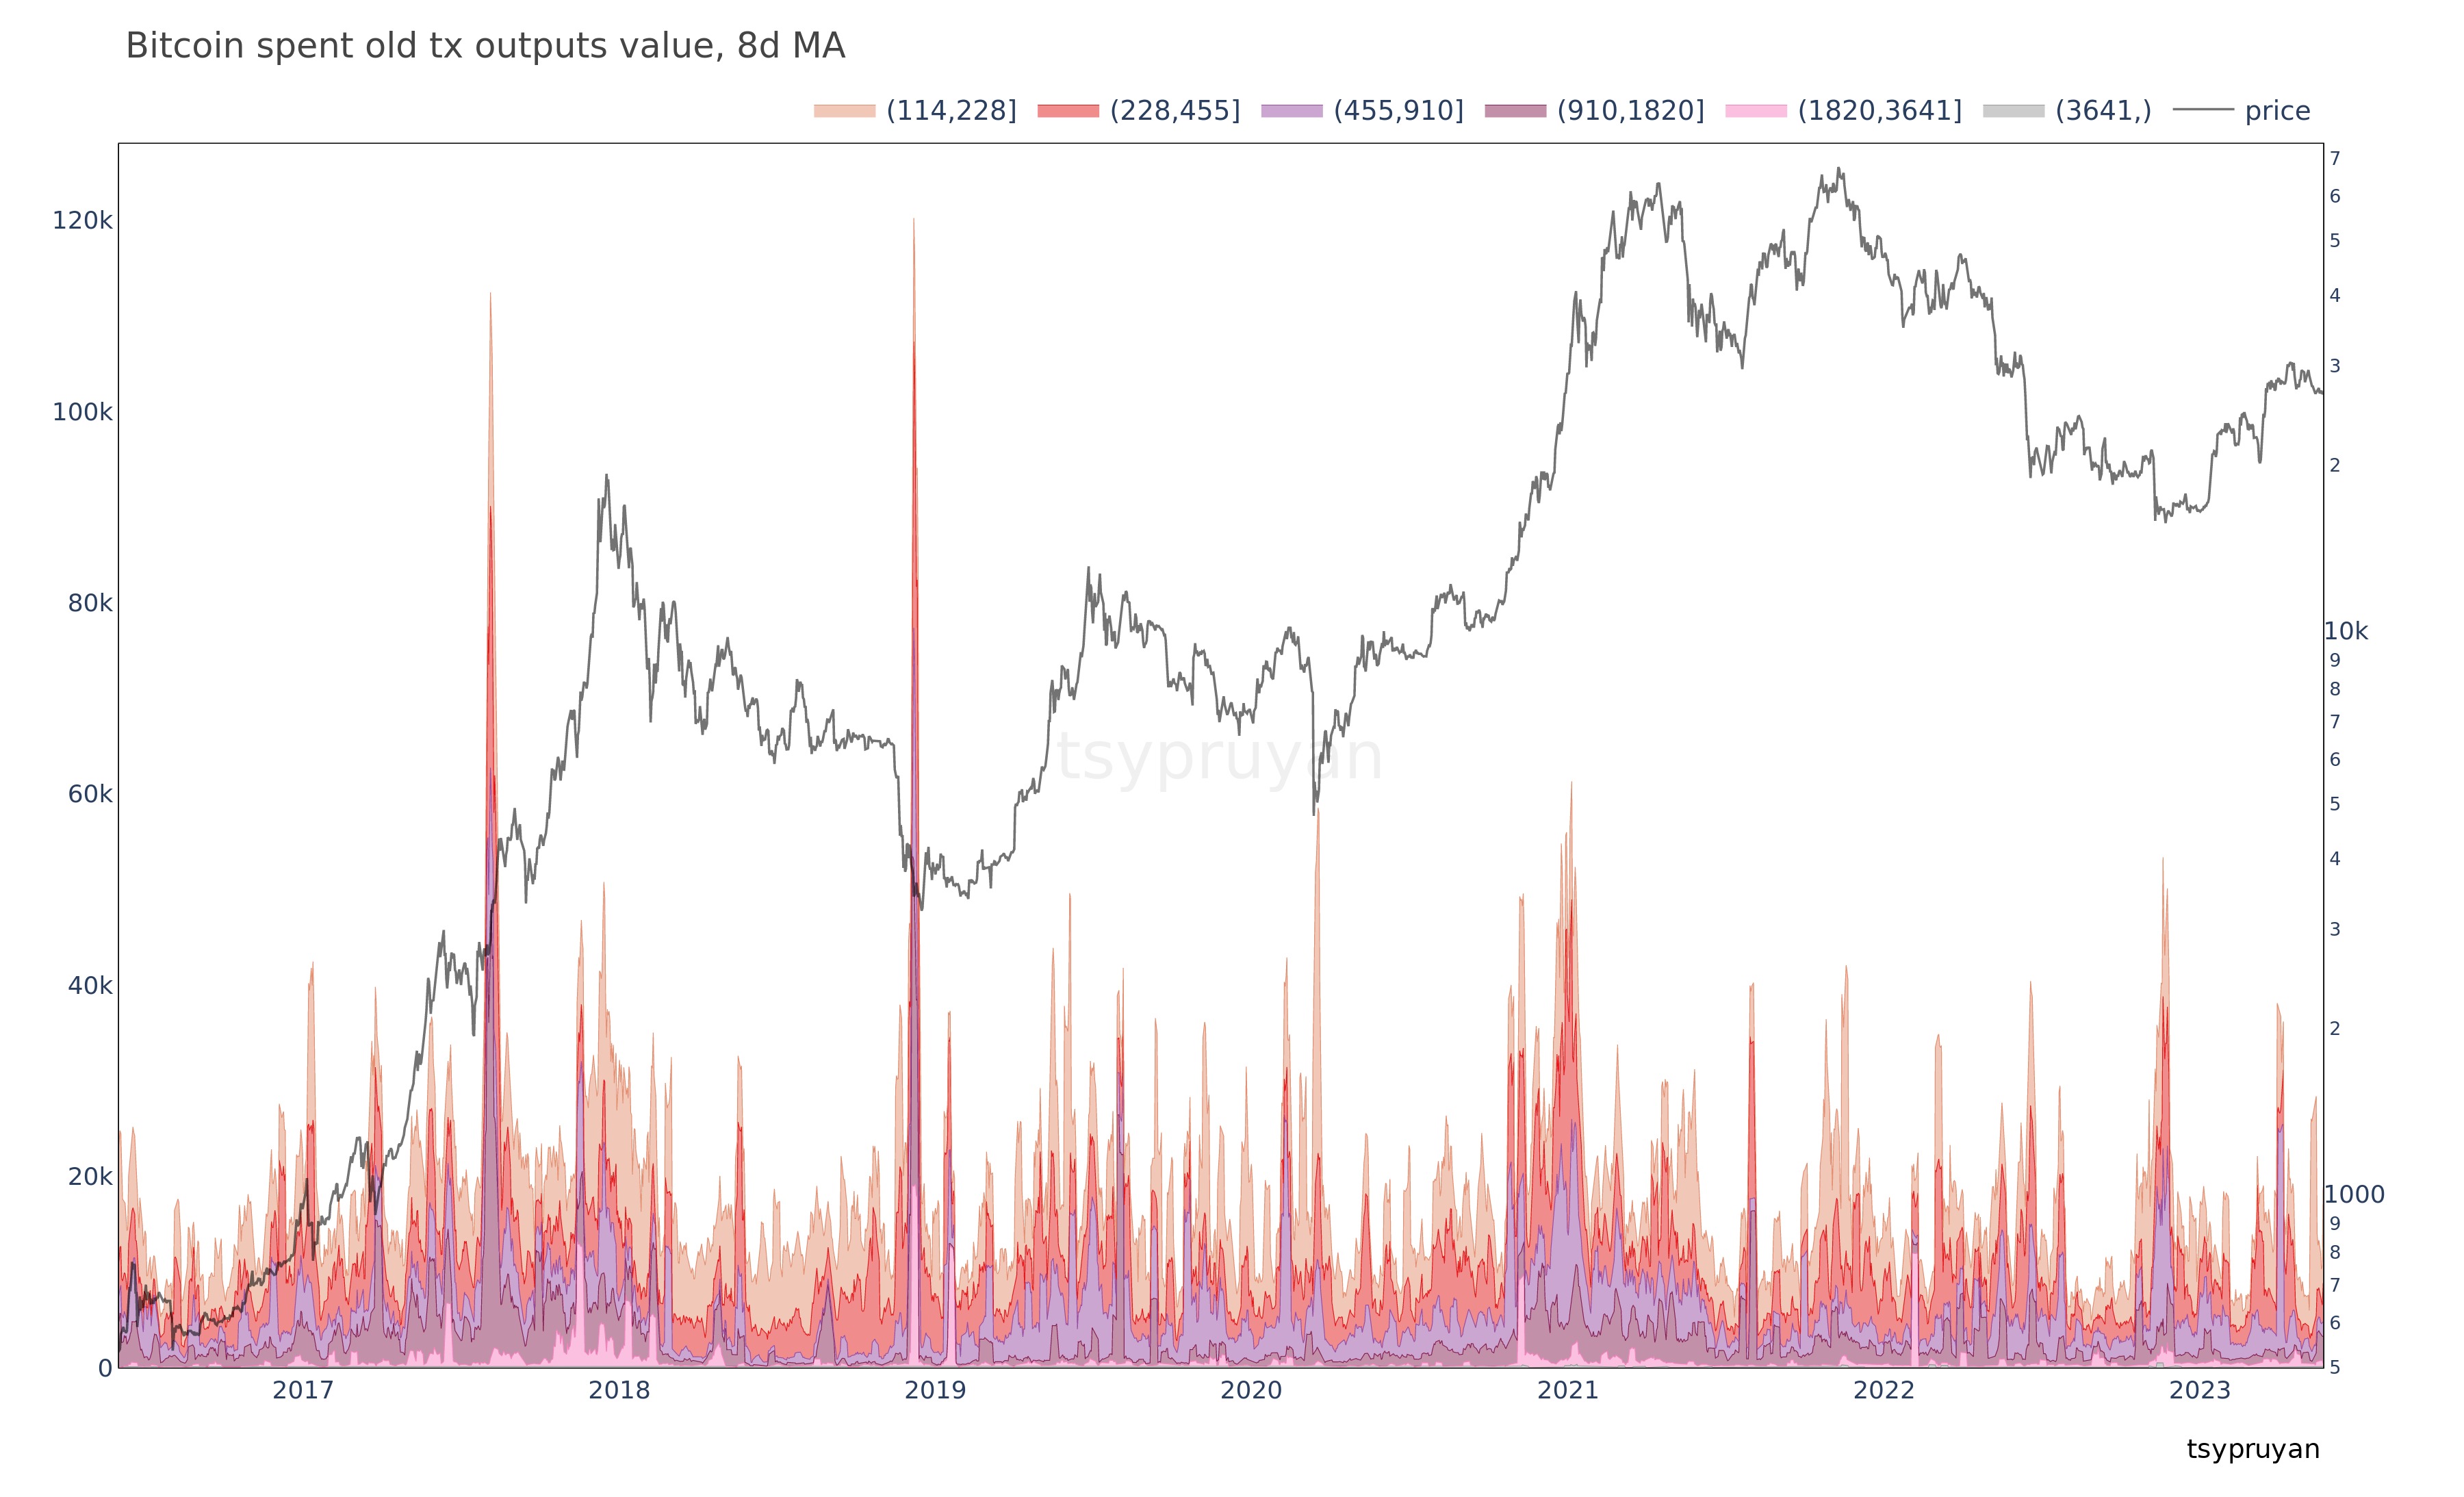 Bitcoin spent old tx outputs value, 8d MA
(114,228] (228,455] (455,910] (910,1820] (1820,3641] (3641,) price
7
6
120k
5
4
3
100k
2
80k
10k
9
8
7
tsypruyan
6
60k
5
4
3
40k
2
20k
1000
9
8
7
6
0
5
2017 2018 2019 2020 2021 2022 2023
tsypruyan